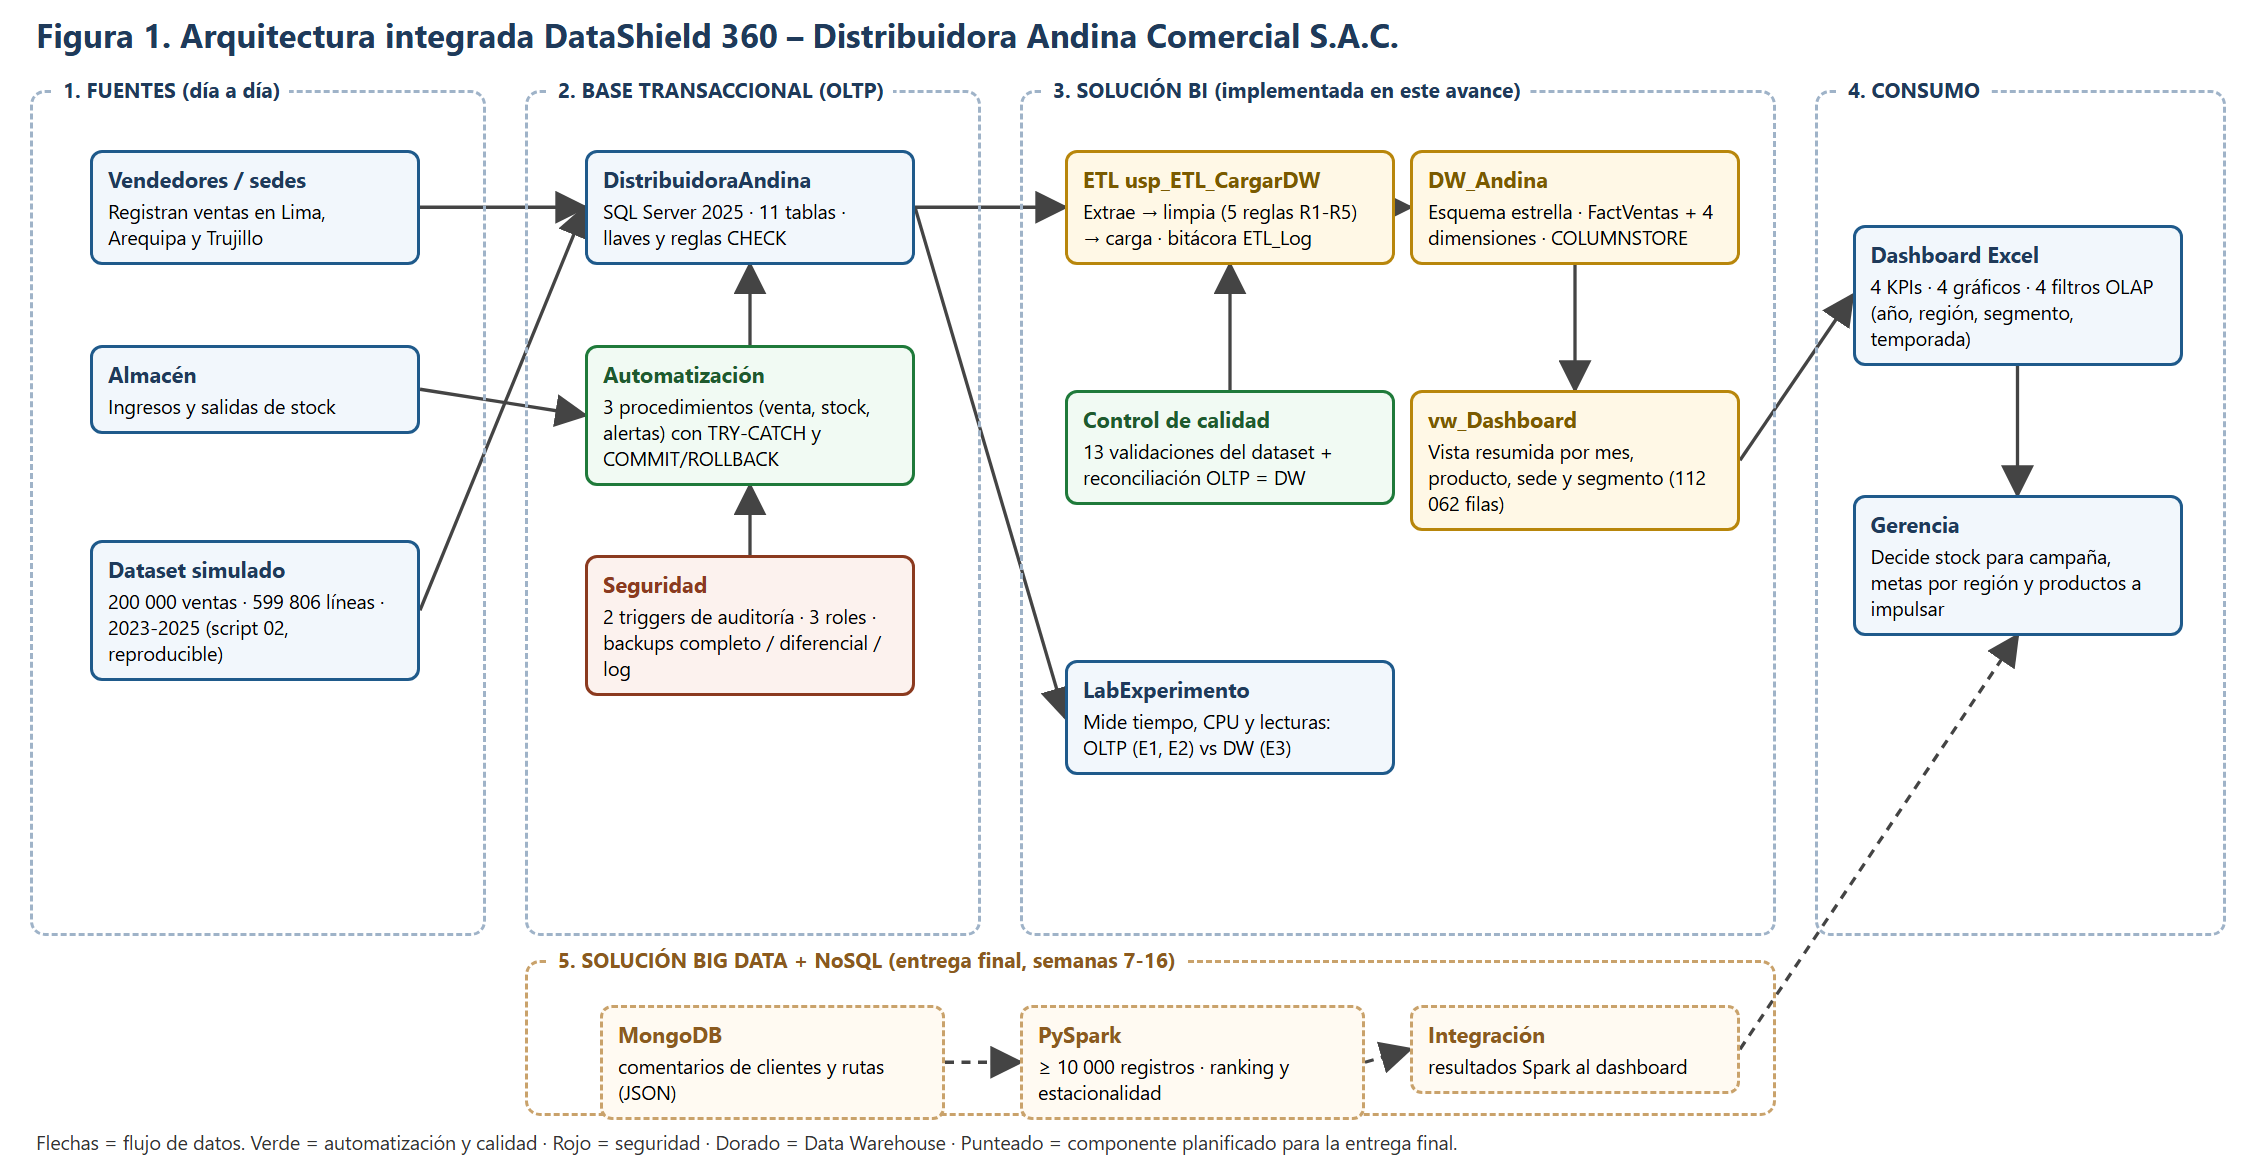 Figura 1. Arquitectura integrada DataShield 360 – Distribuidora Andina Comercial S.A.C.
1. FUENTES (día a día)
Vendedores / sedes
Registran ventas en Lima,
Arequipa y Trujillo
Almacén
Ingresos y salidas de stock
Dataset simulado
200 000 ventas · 599 806 líneas ·
2023-2025 (script 02,
reproducible)
2. BASE TRANSACCIONAL (OLTP)
DistribuidoraAndina
SQL Server 2025 · 11 tablas ·
llaves y reglas CHECK
Automatización
3 procedimientos (venta, stock,
alertas) con TRY-CATCH y
COMMIT/ROLLBACK
Seguridad
2 triggers de auditoría · 3 roles ·
backups completo / diferencial /
log
3. SOLUCIÓN BI (implementada en este avance)
ETL usp_ETL_CargarDW
Extrae → limpia (5 reglas R1-R5)
→ carga · bitácora ETL_Log
DW_Andina
Esquema estrella · FactVentas + 4
dimensiones · COLUMNSTORE
Control de calidad
13 validaciones del dataset +
reconciliación OLTP = DW
vw_Dashboard
Vista resumida por mes,
producto, sede y segmento (112
062 filas)
LabExperimento
Mide tiempo, CPU y lecturas:
OLTP (E1, E2) vs DW (E3)
4. CONSUMO
Dashboard Excel
4 KPIs · 4 gráficos · 4 filtros OLAP
(año, región, segmento,
temporada)
Gerencia
Decide stock para campaña,
metas por región y productos a
impulsar
5. SOLUCIÓN BIG DATA + NoSQL (entrega final, semanas 7-16)
MongoDB
comentarios de clientes y rutas
(JSON)
PySpark
≥ 10 000 registros · ranking y
estacionalidad
Integración
resultados Spark al dashboard
Flechas = flujo de datos. Verde = automatización y calidad · Rojo = seguridad · Dorado = Data Warehouse · Punteado = componente planificado para la entrega final.